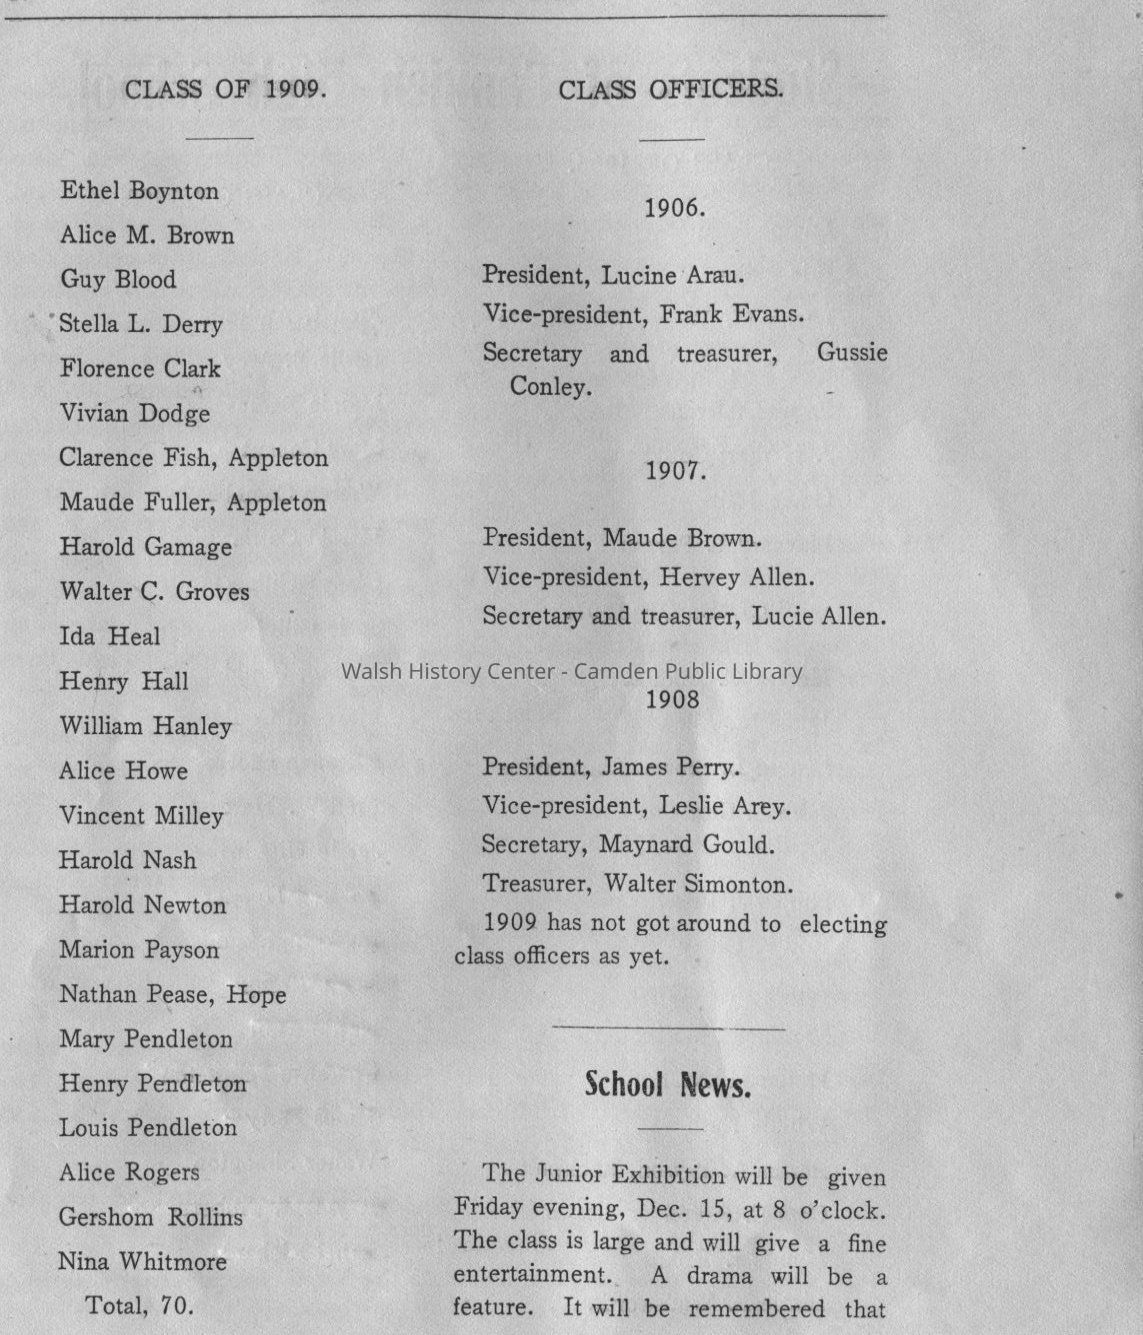 CLASS OF 1909.
Ethel Boynton
Alice M. Brown
Guy Blood
Stella L. Derry
Florence Clark
Vivian Dodge
Clarence Fish, Appleton
Maude Fuller, Appleton
Harold Gamage
Walter C. Groves
Ida Heal
Henry Hall
William Hanley
Alice Howe
Vincent Milley
Harold Nash
Harold Newton
Marion Payson
Nathan Pease, Hope
Mary Pendleton
Henry Pendleton
Louis Pendleton
Alice Rogers
Gershom Rollins
Nina Whitmore
Total, 70.
CLASS OFFICERS.
1906.
President, Lucine Arau.
Vice-president, Frank Evans.
Secretary and treasurer, Gussie
Conley.
1907.
President, Maude Brown.
Vice-president, Hervey Allen.
Secretary and treasurer, Lucie Allen.
Walsh History Center - Camden Public Library
1908
President, James Perry.
Vice-president, Leslie Arey.
Secretary, Maynard Gould.
Treasurer, Walter Simonton.
1909 has not got around to electing
class officers as yet.
School News.
The Junior Exhibition will be given
Friday evening, Dec. 15, at 8 o'clock.
The class is large and will give a fine
entertainment. A drama will be a
feature. It will be remembered that